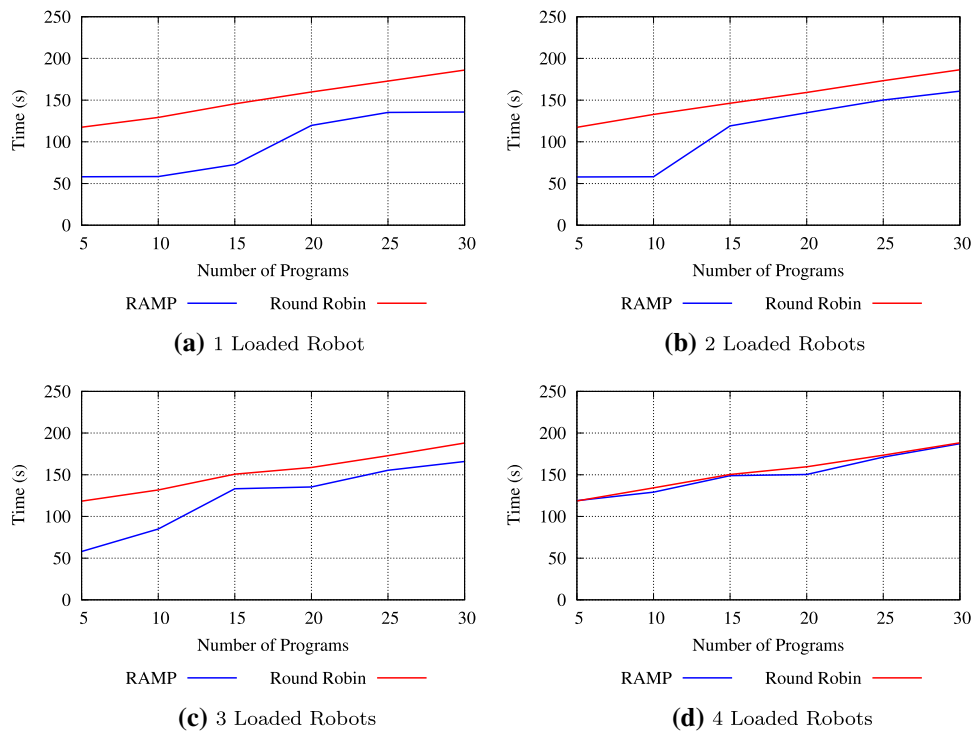 250
200
150
100
50
0
Time (s)
5 10 15 20 25 30
Number of Programs
RAMP Round Robin
(a) 1 Loaded Robot
250
200
150
100
50
0
Time (s)
5 10 15 20 25 30
Number of Programs
RAMP Round Robin
(b) 2 Loaded Robots
250
200
150
100
50
0
Time (s)
5 10 15 20 25 30
Number of Programs
RAMP Round Robin
(c) 3 Loaded Robots
250
200
150
100
50
0
Time (s)
5 10 15 20 25 30
Number of Programs
RAMP Round Robin
(d) 4 Loaded Robots